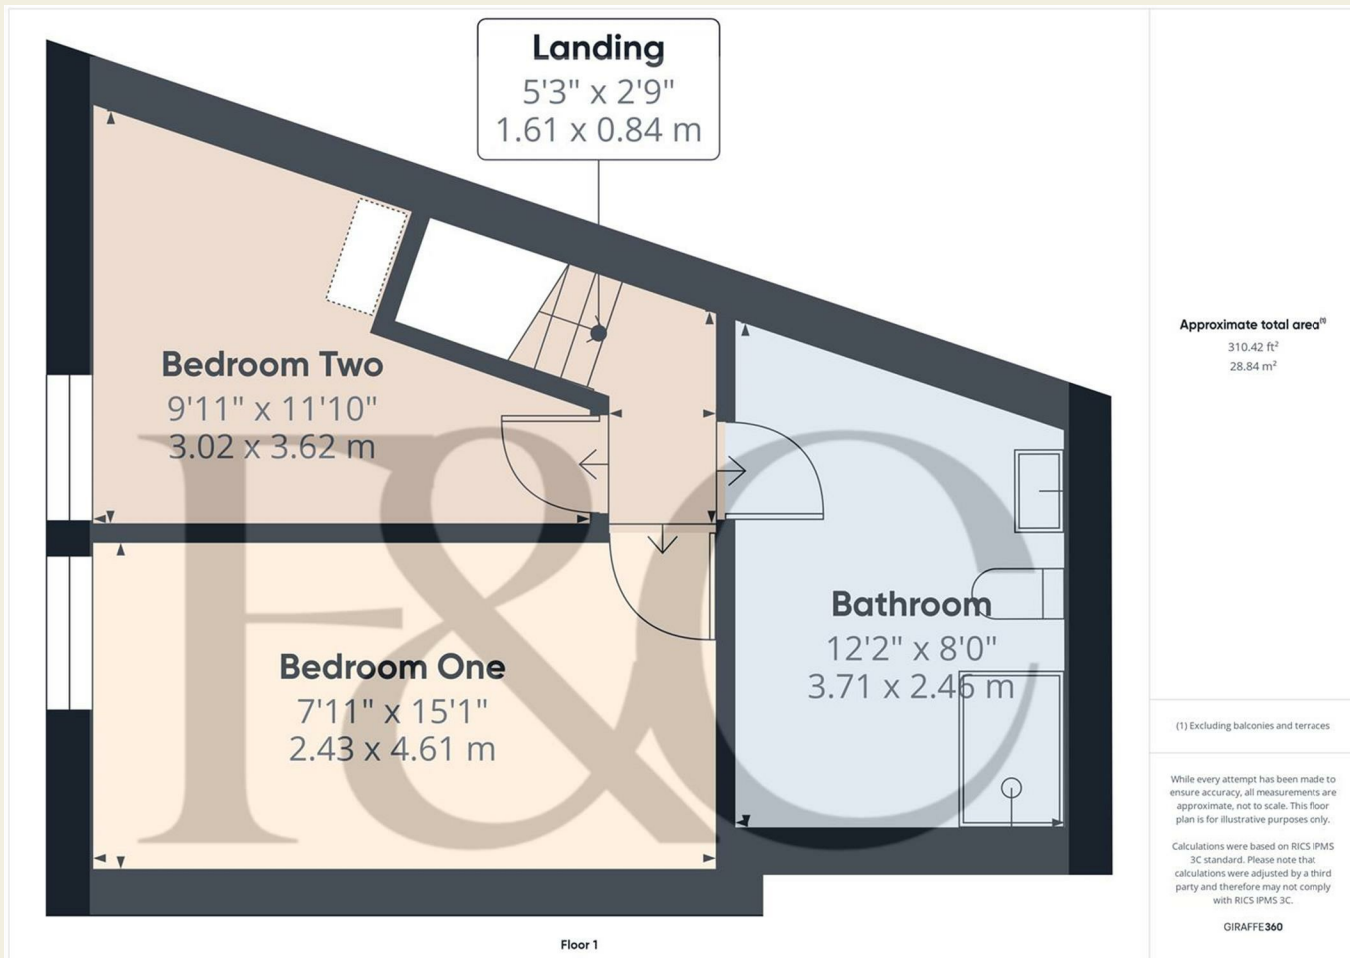 Landing
5'3" x 2'9"
1.61 x 0.84 m
Bedroom Two
9'11" x 11'10"
3.02 x 3.62 m
Bedroom One
7'11" x 15'1"
2.43 x 4.61 m
Bathroom
12'2" x 8'0"
3.71 x 2.46 m
F&C
Floor 1
Approximate total area⁽¹⁾
310.42 ft²
28.84 m²
(1) Excluding balconies and terraces
While every attempt has been made to
ensure accuracy, all measurements are
approximate, not to scale. This floor
plan is for illustrative purposes only.
Calculations were based on RICS IPMS
3C standard. Please note that
calculations were adjusted by a third
party and therefore may not comply
with RICS IPMS 3C.
GIRAFFE360